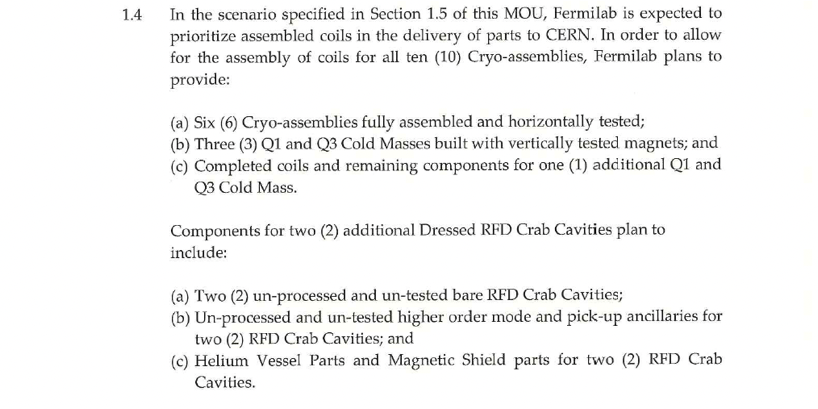 1.4 In the scenario specified in Section 1.5 of this MOU, Fermilab is expected to
prioritize assembled coils in the delivery of parts to CERN. In order to allow
for the assembly of coils for all ten (10) Cryo-assemblies, Fermilab plans to
provide:
(a) Six (6) Cryo-assemblies fully assembled and horizontally tested;
(b) Three (3) Q1 and Q3 Cold Masses built with vertically tested magnets; and
(c) Completed coils and remaining components for one (1) additional Q1 and
Q3 Cold Mass.
Components for two (2) additional Dressed RFD Crab Cavities plan to
include:
(a) Two (2) un-processed and un-tested bare RFD Crab Cavities;
(b) Un-processed and un-tested higher order mode and pick-up ancillaries for
two (2) RFD Crab Cavities; and
(c) Helium Vessel Parts and Magnetic Shield parts for two (2) RFD Crab
Cavities.